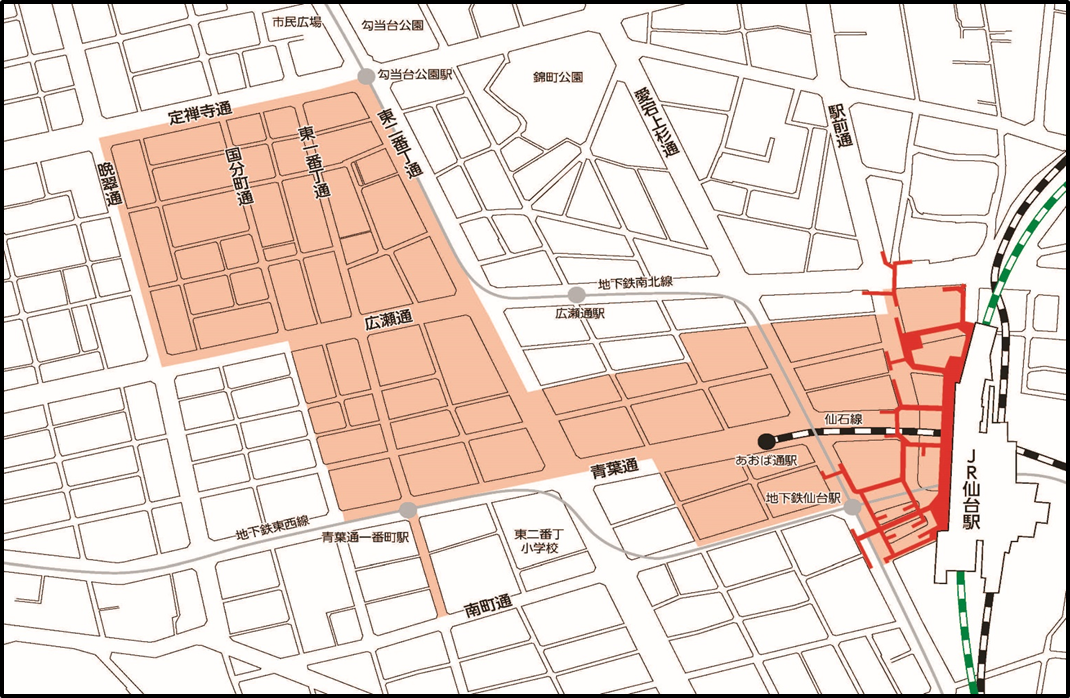 市民広場
勾当台公園
勾当台公園駅
錦町公園
定禅寺通
東二番丁通
愛宕上杉通
駅前通
晩翠通
国分町通
東一番丁通
地下鉄南北線
広瀬通駅
広瀬通
仙石線
あおば通駅
青葉通
地下鉄仙台駅
JR仙台駅
地下鉄東西線
青葉通一番町駅
東二番丁
小学校
南町通